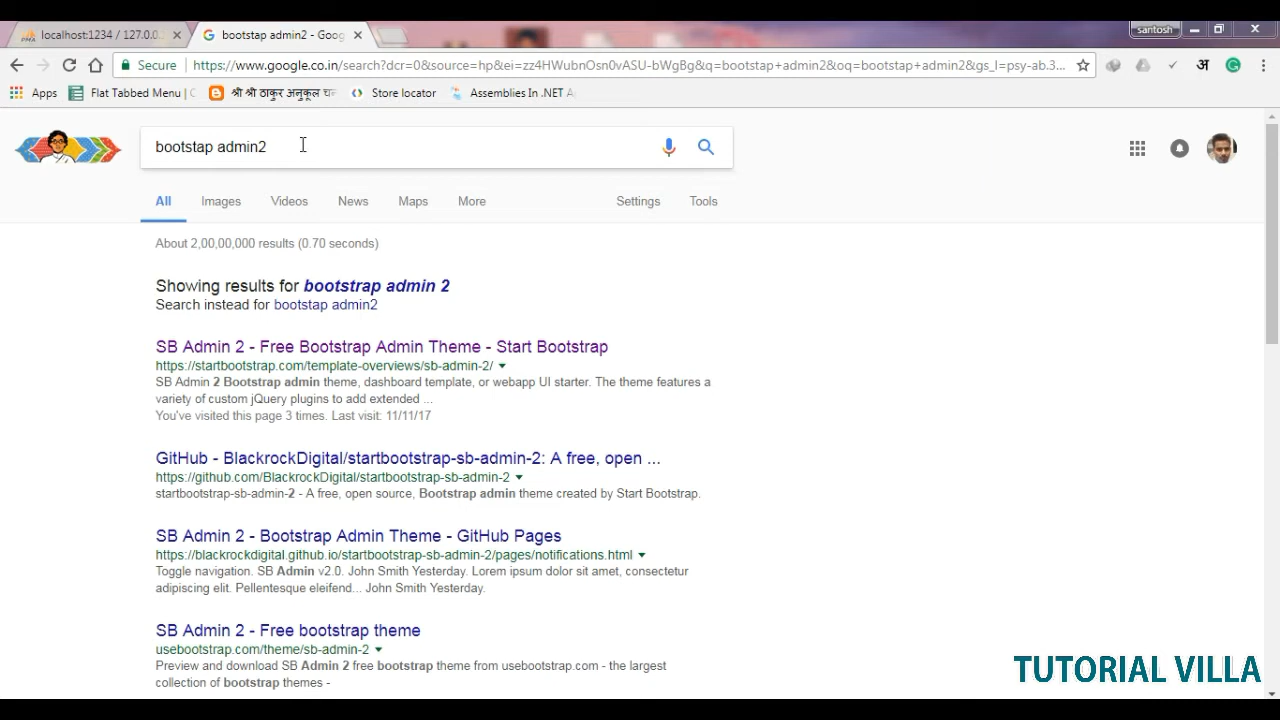 localhost:1234 / 127.0.0.
bootstap admin2 - Goog
santosh
Secure
https://www.google.co.in/search?dcr=0&source=hp&ei=zz4HWubnOsn0vASU-bWgBg&q=bootstap+admin2&oq=bootstap+admin2&gs_l=psy-ab.3...
अ
Apps
Flat Tabbed Menu | C
श्री श्री ठाकुर अनुकूल चन
Store locator
Assemblies In .NET A
bootstap admin2
All
Images
Videos
News
Maps
More
Settings
Tools
About 2,00,00,000 results (0.70 seconds)
Showing results for bootstrap admin 2
Search instead for bootstap admin2
SB Admin 2 - Free Bootstrap Admin Theme - Start Bootstrap
https://startbootstrap.com/template-overviews/sb-admin-2/
SB Admin 2 Bootstrap admin theme, dashboard template, or webapp UI starter. The theme features a
variety of custom jQuery plugins to add extended ...
You've visited this page 3 times. Last visit: 11/11/17
GitHub - BlackrockDigital/startbootstrap-sb-admin-2: A free, open ...
https://github.com/BlackrockDigital/startbootstrap-sb-admin-2
startbootstrap-sb-admin-2 - A free, open source, Bootstrap admin theme created by Start Bootstrap.
SB Admin 2 - Bootstrap Admin Theme - GitHub Pages
https://blackrockdigital.github.io/startbootstrap-sb-admin-2/pages/notifications.html
Toggle navigation. SB Admin v2.0. John Smith Yesterday. Lorem ipsum dolor sit amet, consectetur
adipiscing elit. Pellentesque eleifend... John Smith Yesterday.
SB Admin 2 - Free bootstrap theme
usebootstrap.com/theme/sb-admin-2
Preview and download SB Admin 2 free bootstrap theme from usebootstrap.com - the largest
collection of bootstrap themes -
TUTORIAL VILLA